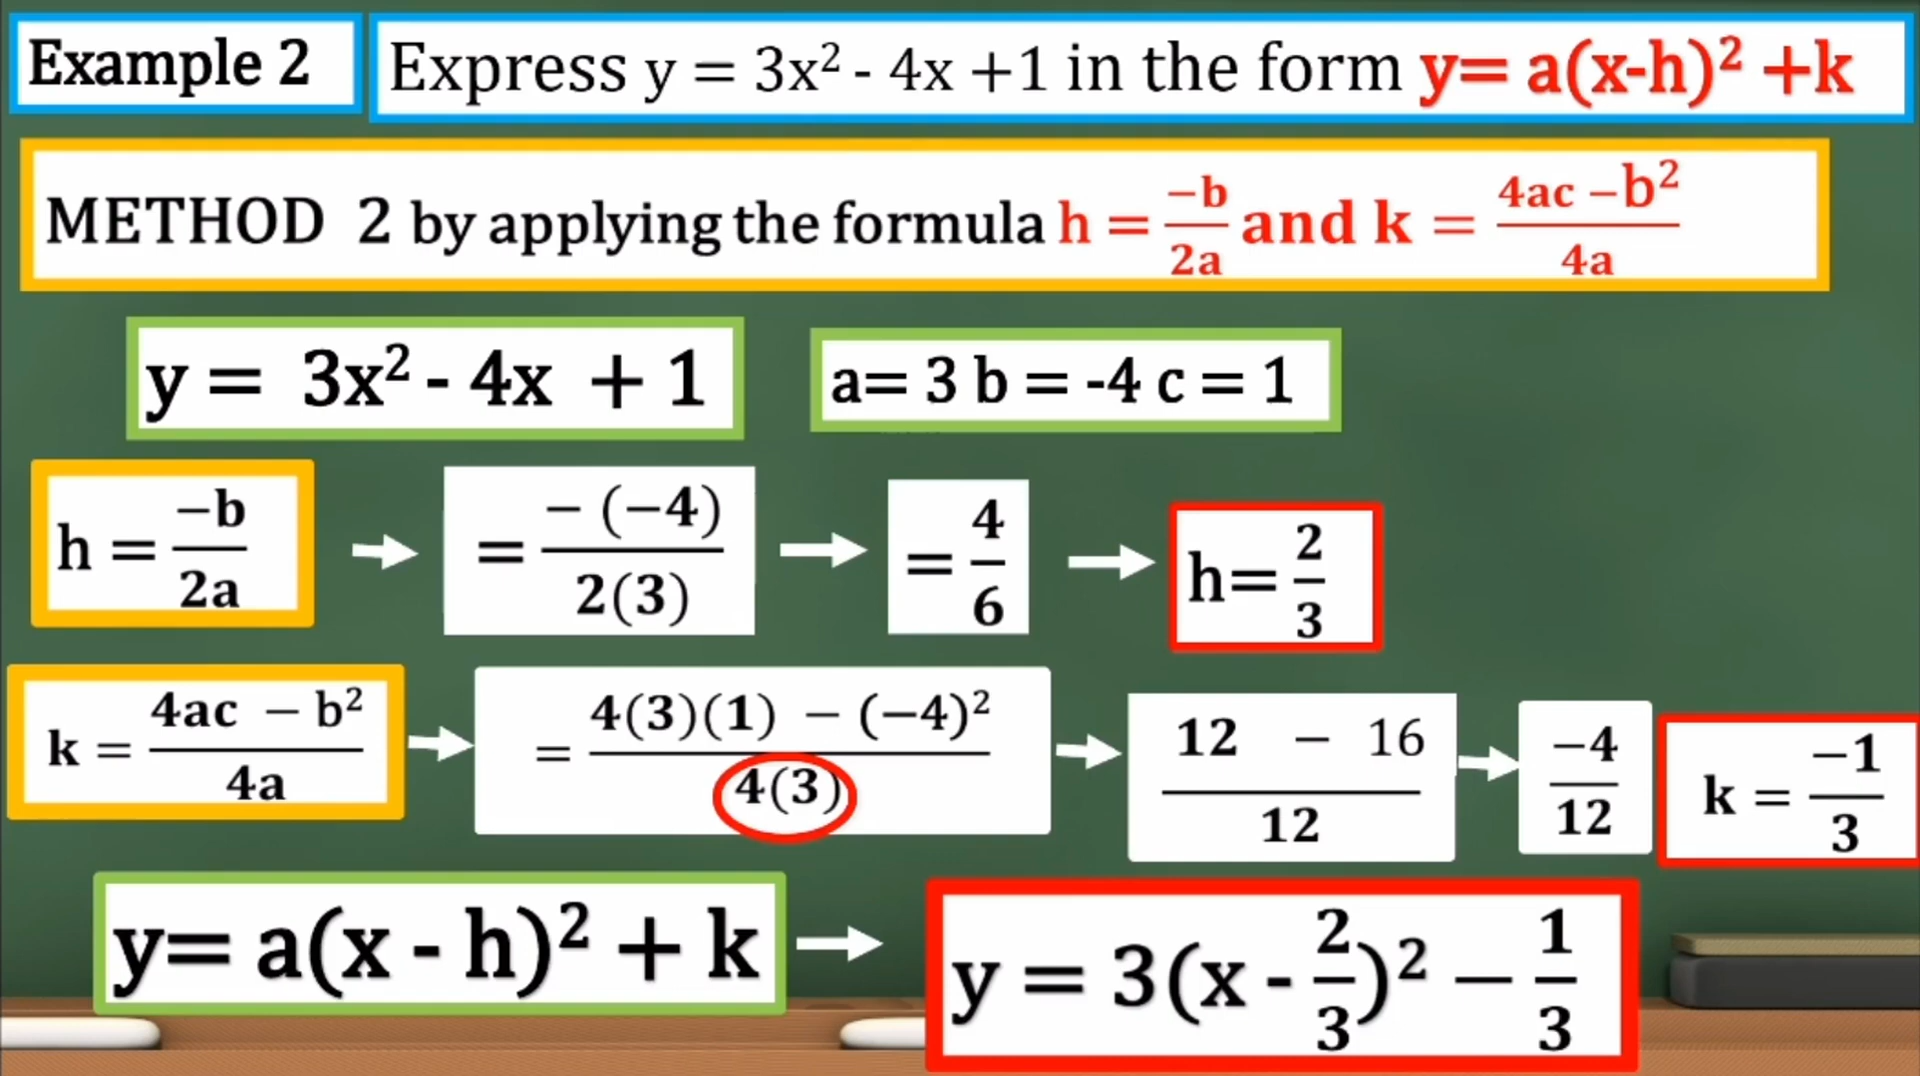 Example 2
Express y = 3x² - 4x +1 in the form y= a(x-h)² +k
METHOD 2 by applying the formula h = −b/2a and k = 4ac −b²/4a
y = 3x² - 4x + 1
a= 3 b = -4 c = 1
h = −b/2a
= − (−4)/2(3)
= 4/6
h= 2/3
k = 4ac − b²/4a
= 4(3)(1) − (−4)²/4(3)
12 − 16/12
−4/12
k = −1/3
y= a(x - h)² + k
y = 3(x - 2/3)² − 1/3